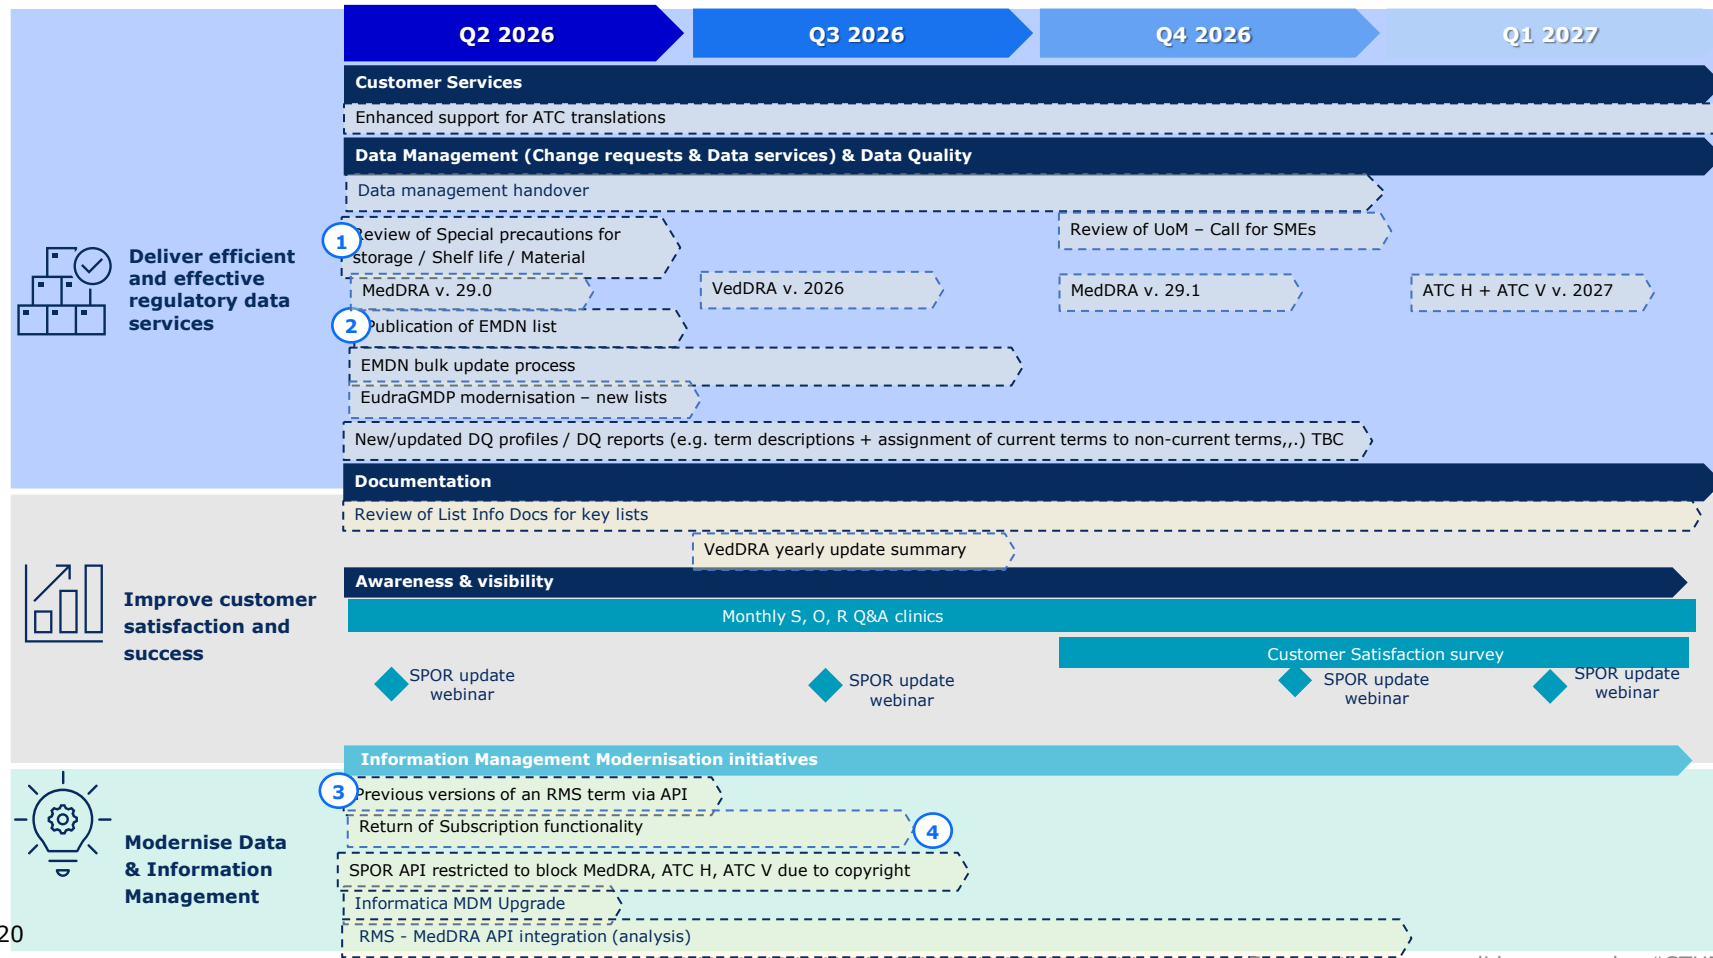 Q2 2026
Q3 2026
Q4 2026
Q1 2027
Customer Services
Enhanced support for ATC translations
Data Management (Change requests & Data services) & Data Quality
Data management handover
1
Review of Special precautions for
storage / Shelf life / Material
Review of UoM – Call for SMEs
Deliver efficient
and effective
regulatory data
services
MedDRA v. 29.0
VedDRA v. 2026
MedDRA v. 29.1
ATC H + ATC V v. 2027
2
Publication of EMDN list
EMDN bulk update process
EudraGMDP modernisation – new lists
New/updated DQ profiles / DQ reports (e.g. term descriptions + assignment of current terms to non-current terms,,.) TBC
Documentation
Review of List Info Docs for key lists
VedDRA yearly update summary
Awareness & visibility
Improve customer
satisfaction and
success
Monthly S, O, R Q&A clinics
Customer Satisfaction survey
SPOR update
webinar
SPOR update
webinar
SPOR update
webinar
SPOR update
webinar
Information Management Modernisation initiatives
3
Previous versions of an RMS term via API
Return of Subscription functionality
4
Modernise Data
& Information
Management
SPOR API restricted to block MedDRA, ATC H, ATC V due to copyright
Informatica MDM Upgrade
RMS - MedDRA API integration (analysis)
20